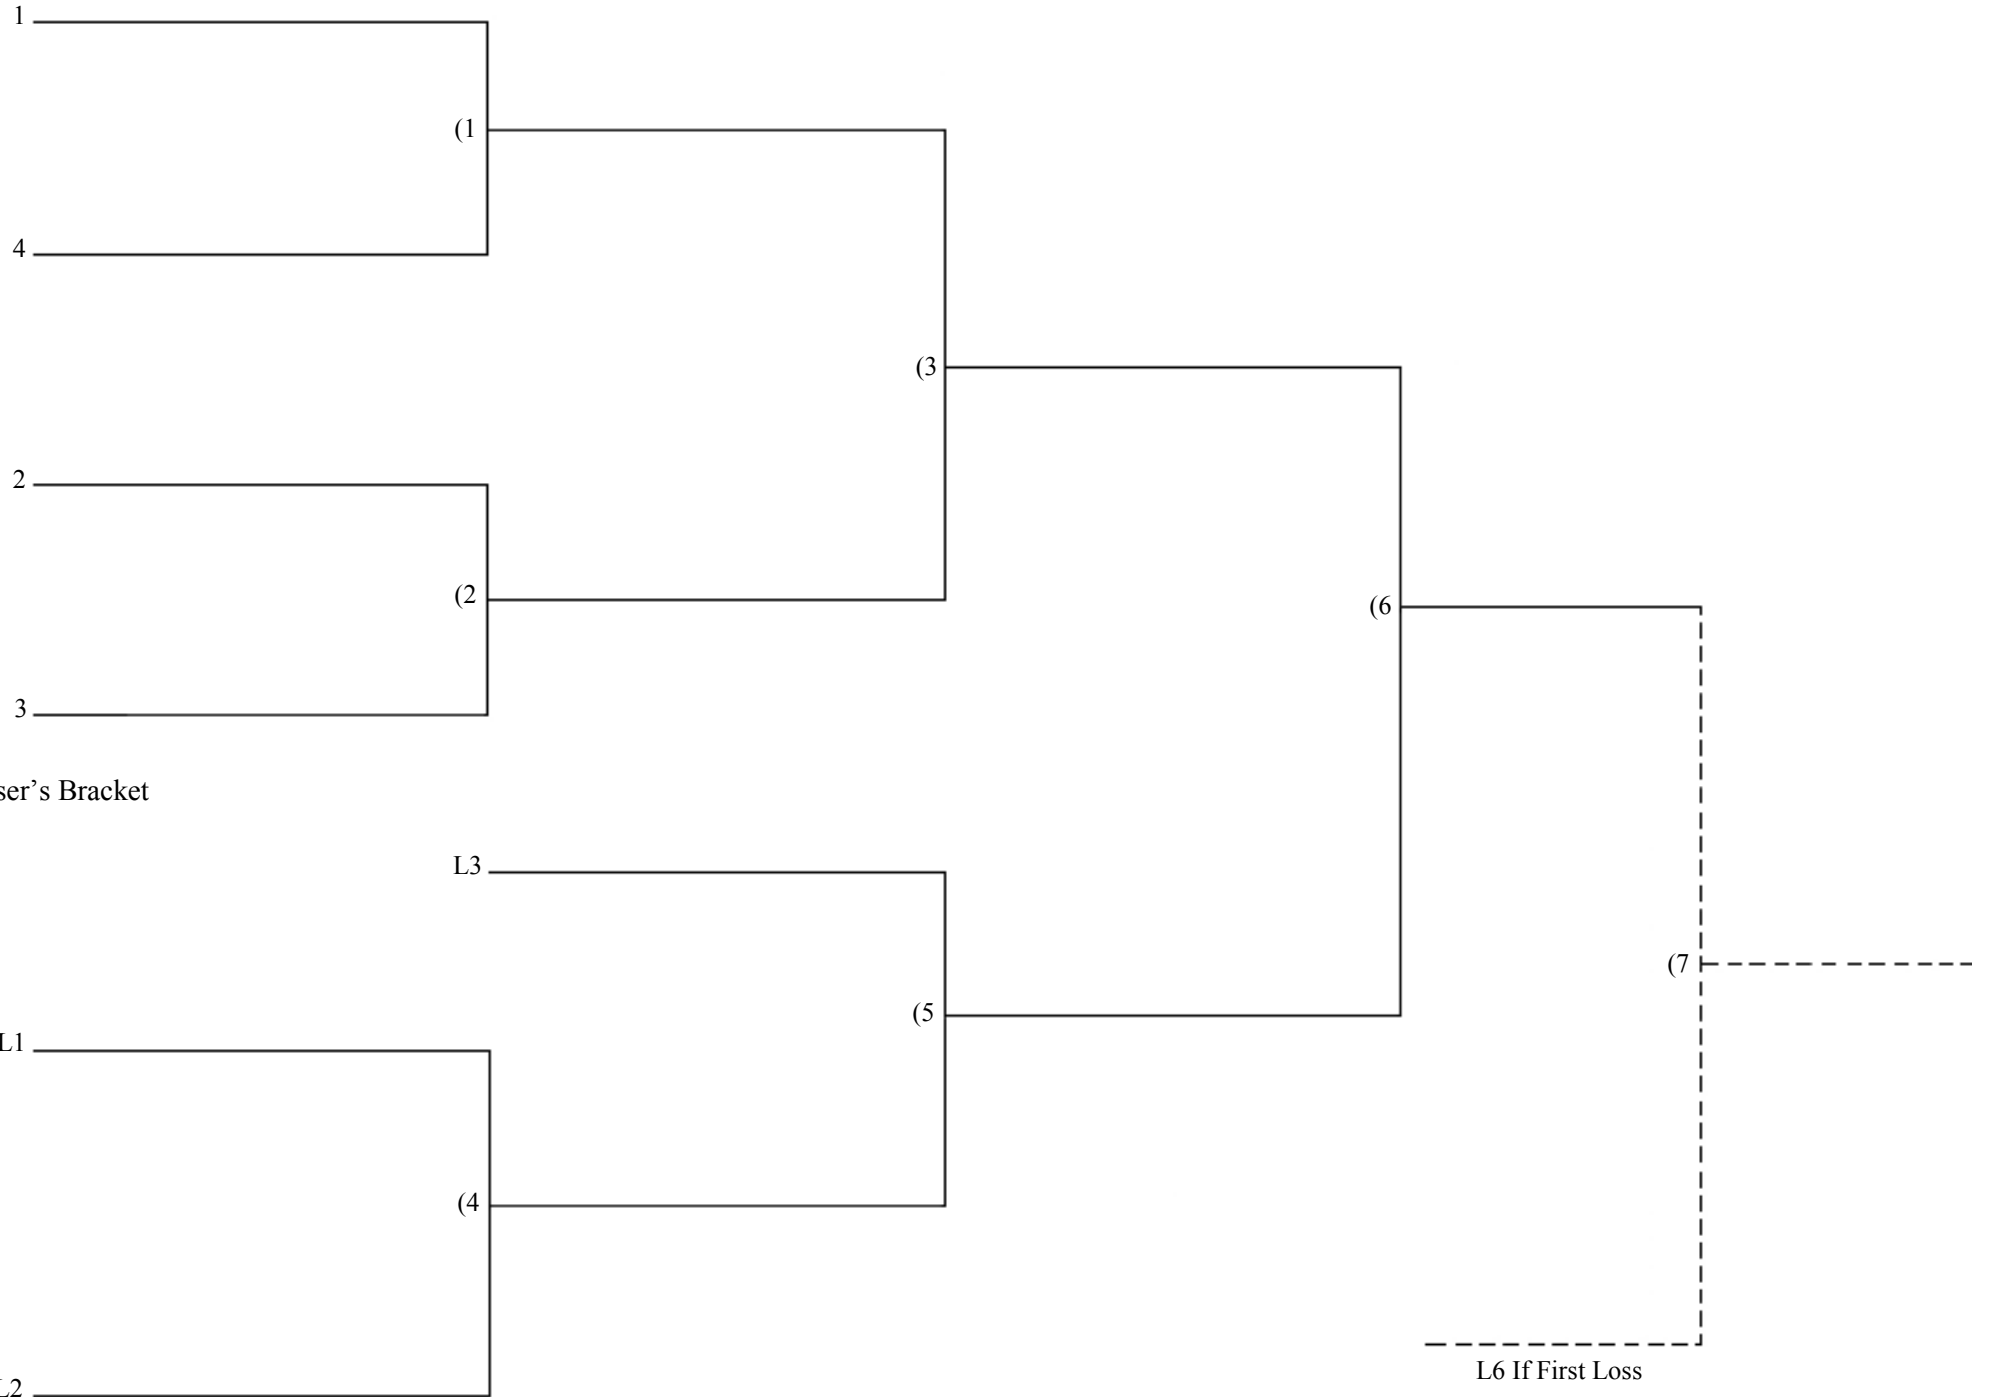 1
(1
4
(3
2
(2
(6
3
ser’s Bracket
L3
(7
(5
L1
(4
L6 If First Loss
L2